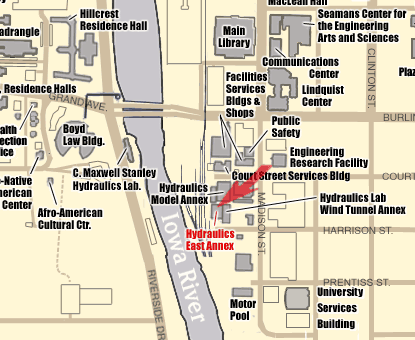 Hillcrest
Residence Hall
MacLean Hall
Seamans Center for
the Engineering
Arts and Sciences
Main
Library
Communications
Center
CLINTON ST.
Facilities
Services
Bldgs &
Shops
Lindquist
Center
Residence Halls
GRAND AVE.
BURLIN
Public
Safety
Boyd
Law Bldg.
Engineering
Research Facility
C. Maxwell Stanley
Hydraulics Lab.
Court Street Services Bldg
COURT
Hydraulics
Model Annex
Hydraulics Lab
Wind Tunnel Annex
Afro-American
Cultural Ctr.
Iowa River
MADISON ST.
Hydraulics
East Annex
HARRISON ST.
RIVERSIDE DR
PRENTISS ST.
Motor
Pool
University
Services
Building
o-Native
merican
Center